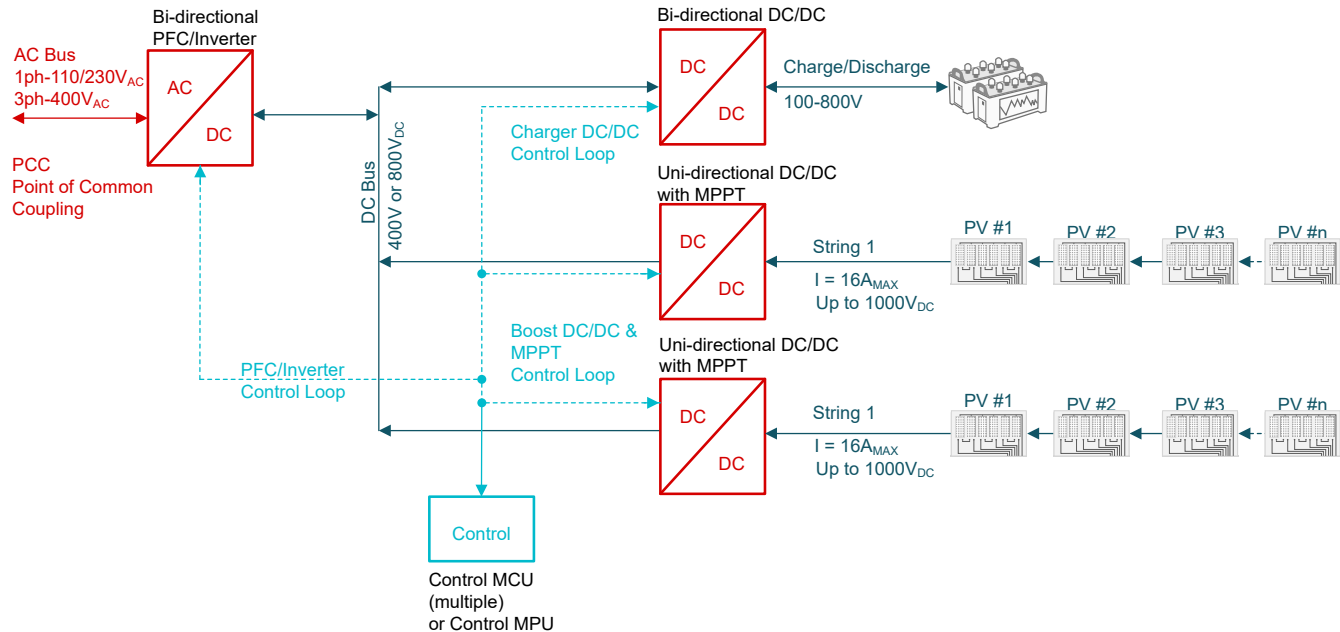 Bi-directional
PFC/Inverter
AC Bus
1ph-110/230VAC
3ph-400VAC
AC
DC
PCC
Point of Common
Coupling
DC Bus
400V or 800VDC
Bi-directional DC/DC
DC
DC
Charge/Discharge
100-800V
Charger DC/DC
Control Loop
Uni-directional DC/DC
with MPPT
DC
DC
String 1
I = 16AMAX
Up to 1000VDC
PV #1
PV #2
PV #3
PV #n
Boost DC/DC &
MPPT
Control Loop
PFC/Inverter
Control Loop
Uni-directional DC/DC
with MPPT
DC
DC
String 1
I = 16AMAX
Up to 1000VDC
PV #1
PV #2
PV #3
PV #n
Control
Control MCU
(multiple)
or Control MPU